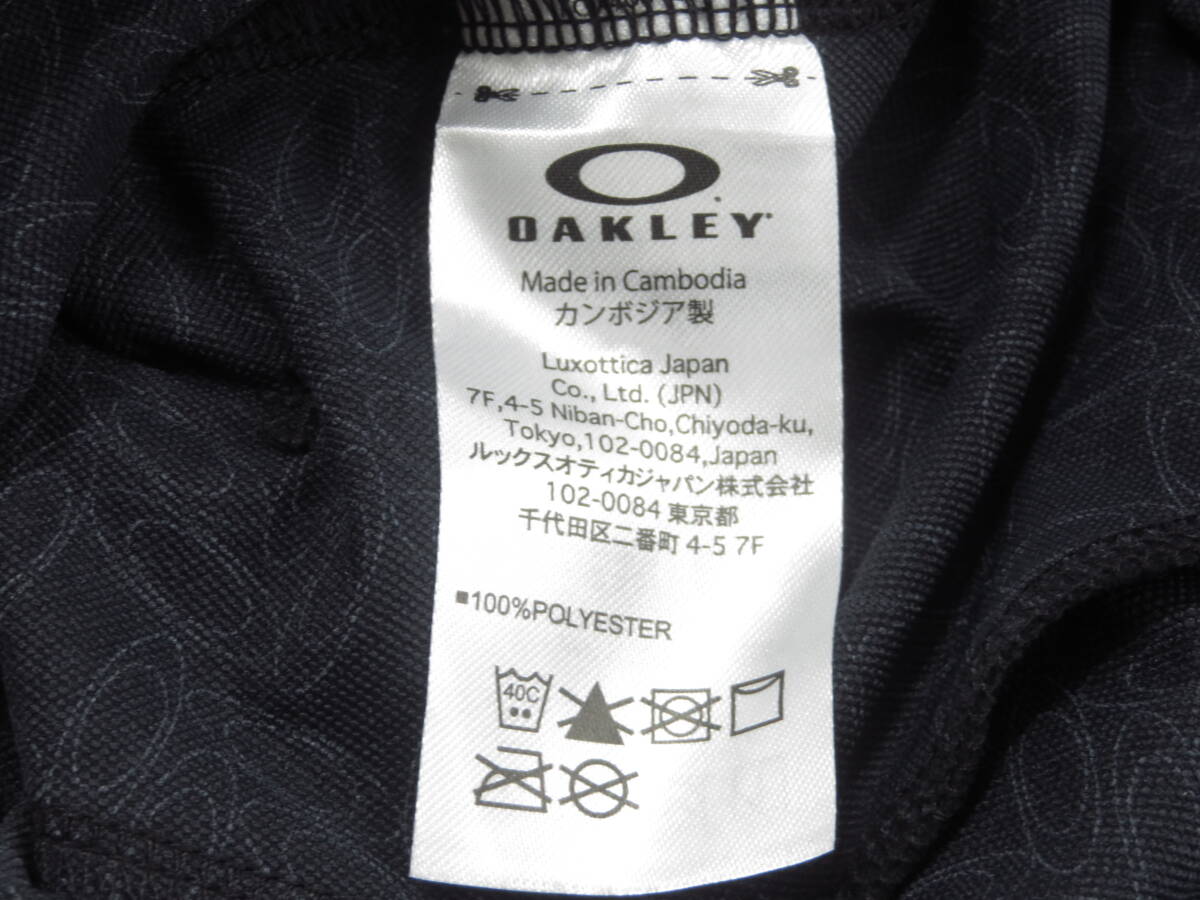 OAKLEY
Made in Cambodia
カンボジア製
Luxottica Japan
Co., Ltd. (JPN)
7F,4-5 Niban-Cho,Chiyoda-ku,
Tokyo,102-0084,Japan
ルックスオティカジャパン株式会社
102-0084 東京都
千代田区二番町 4-5 7F
■100%POLYESTER
40C